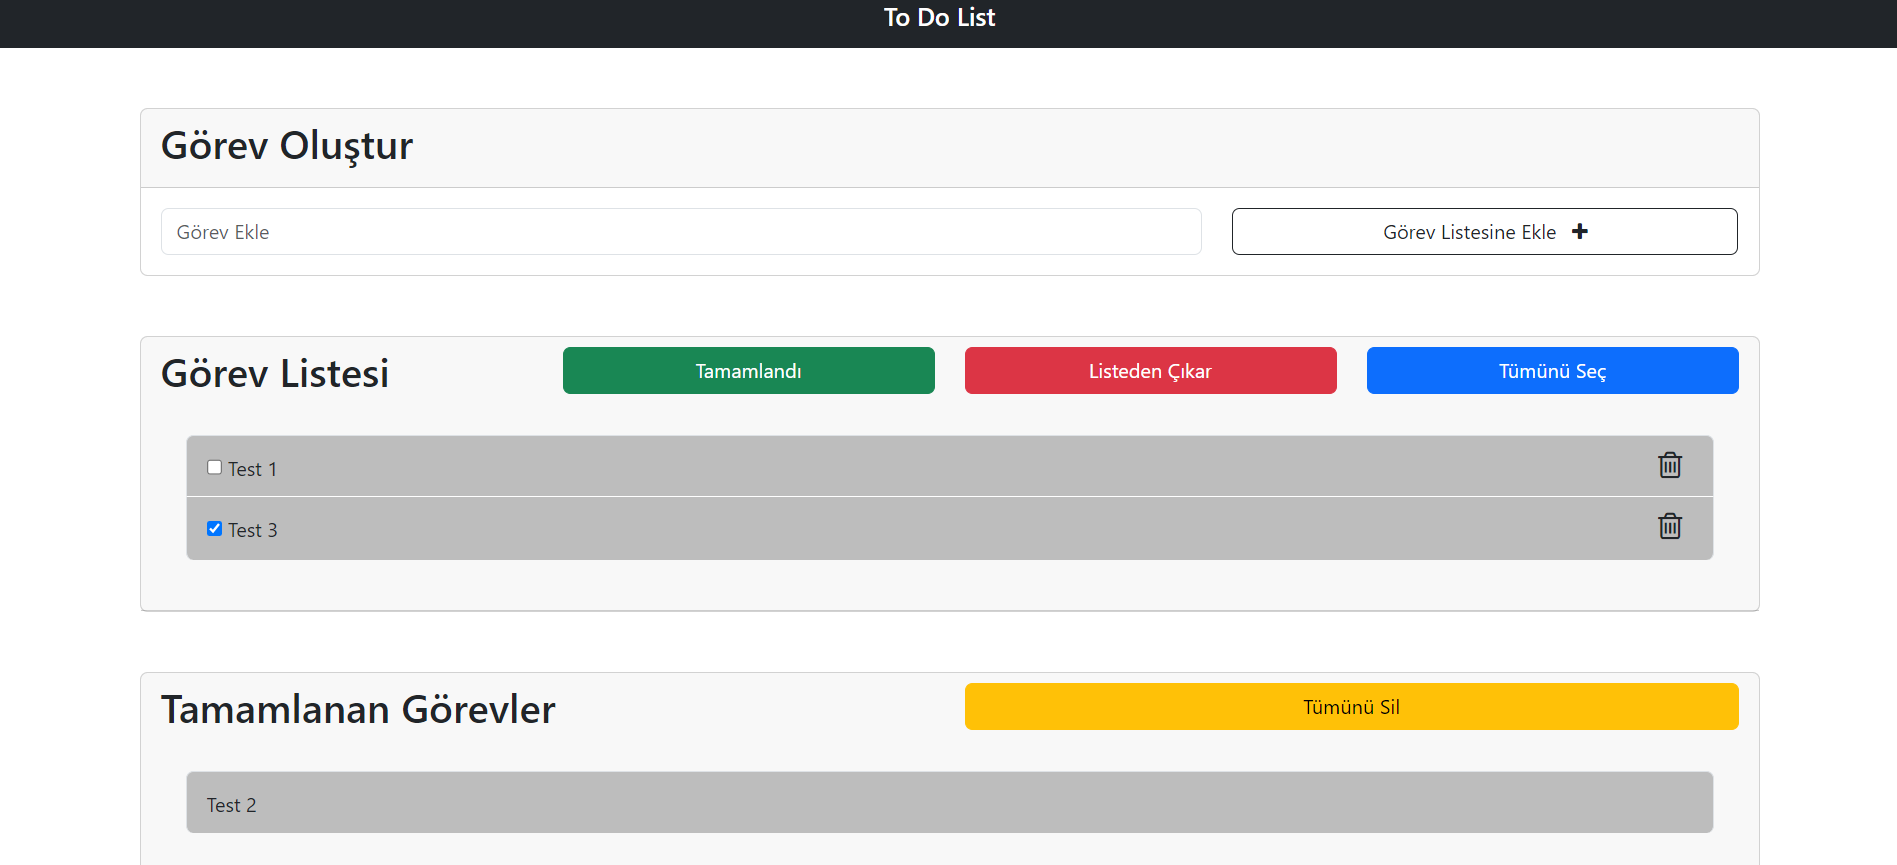 To Do List
Görev Oluştur
Görev Ekle
Görev Listesine Ekle
Görev Listesi
Tamamlandı
Listeden Çıkar
Tümünü Seç
Test 1
Test 3
Tamamlanan Görevler
Tümünü Sil
Test 2